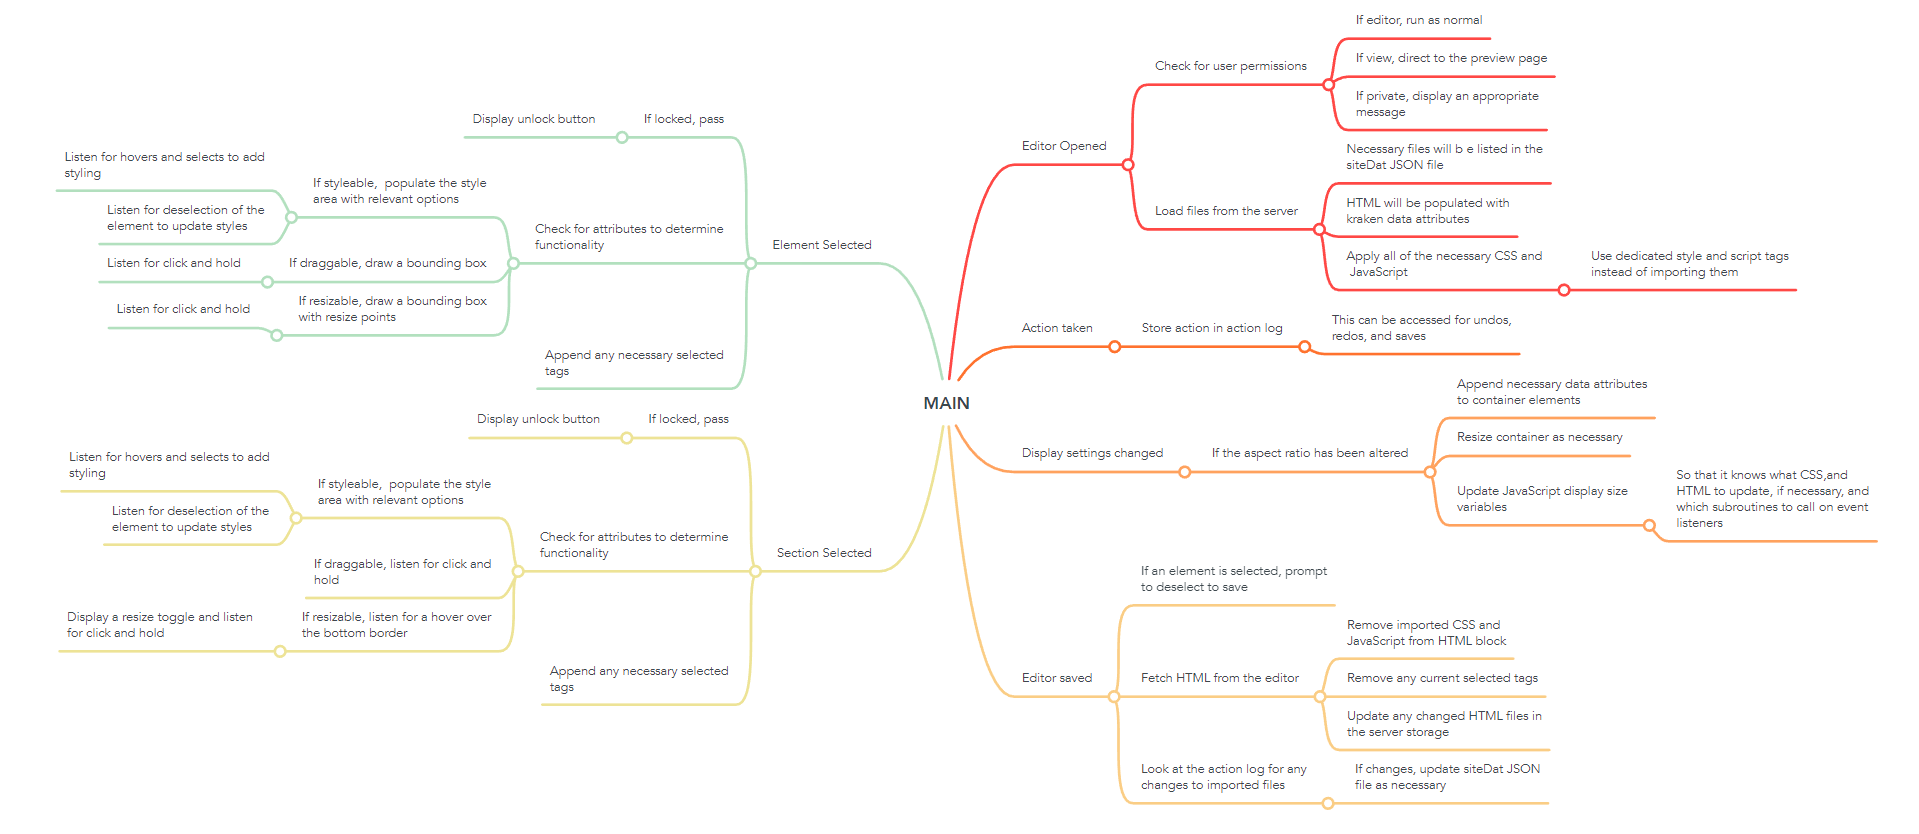 MAIN
Editor Opened
Check for user permissions
If editor, run as normal
If view, direct to the preview page
If private, display an appropriate
message
Load files from the server
Necessary files will b e listed in the
siteDat JSON file
HTML will be populated with
kraken data attributes
Apply all of the necessary CSS and
JavaScript
Use dedicated style and script tags
instead of importing them
Action taken
Store action in action log
This can be accessed for undos,
redos, and saves
Display settings changed
If the aspect ratio has been altered
Append necessary data attributes
to container elements
Resize container as necessary
Update JavaScript display size
variables
So that it knows what CSS,and
HTML to update, if necessary, and
which subroutines to call on event
listeners
Editor saved
If an element is selected, prompt
to deselect to save
Fetch HTML from the editor
Remove imported CSS and
JavaScript from HTML block
Remove any current selected tags
Update any changed HTML files in
the server storage
Look at the action log for any
changes to imported files
If changes, update siteDat JSON
file as necessary
Element Selected
If locked, pass
Display unlock button
Check for attributes to determine
functionality
If styleable,  populate the style
area with relevant options
Listen for hovers and selects to add
styling
Listen for deselection of the
element to update styles
If draggable, draw a bounding box
Listen for click and hold
If resizable, draw a bounding box
with resize points
Listen for click and hold
Append any necessary selected
tags
Section Selected
If locked, pass
Display unlock button
Check for attributes to determine
functionality
If styleable,  populate the style
area with relevant options
Listen for hovers and selects to add
styling
Listen for deselection of the
element to update styles
If draggable, listen for click and
hold
If resizable, listen for a hover over
the bottom border
Display a resize toggle and listen
for click and hold
Append any necessary selected
tags